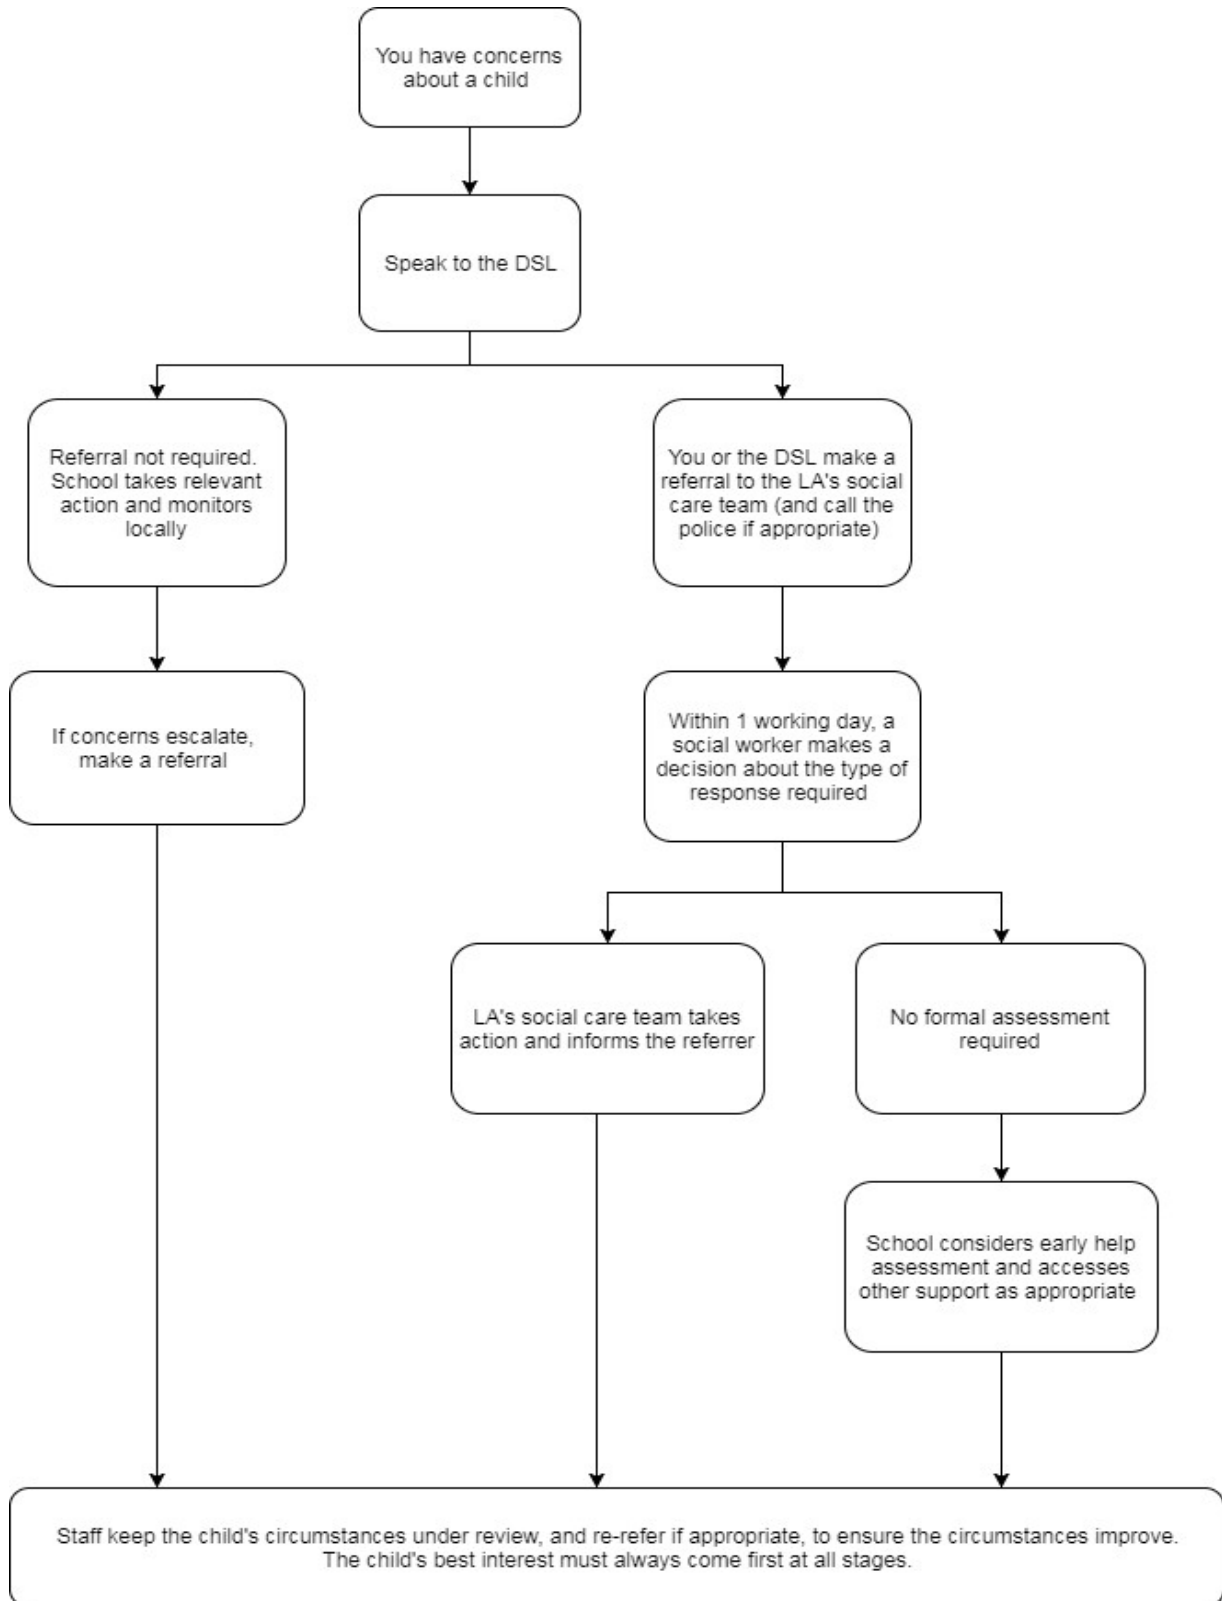 You have concerns
about a child
Speak to the DSL
Referral not required.
School takes relevant
action and monitors
locally
You or the DSL make a
referral to the LA's social
care team (and call the
police if appropriate)
If concerns escalate,
make a referral
Within 1 working day, a
social worker makes a
decision about the type of
response required
LA's social care team takes
action and informs the referrer
No formal assessment
required
School considers early help
assessment and accesses
other support as appropriate
Staff keep the child's circumstances under review, and re-refer if appropriate, to ensure the circumstances improve.
The child's best interest must always come first at all stages.